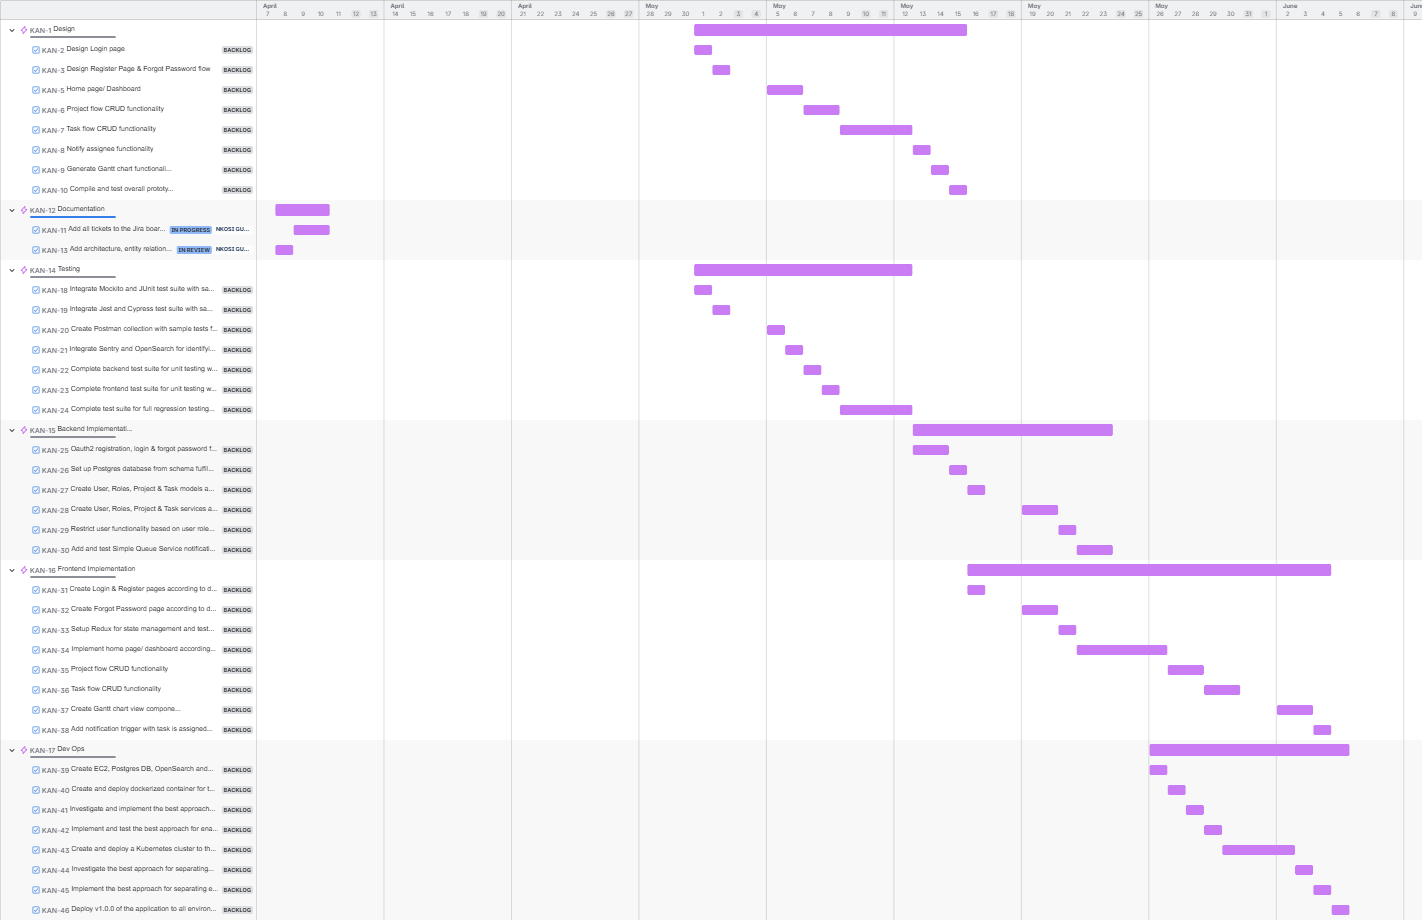 April April April May May May May May June June
7 8 9 10 11 12 13 14 15 16 17 18 19 20 21 22 23 24 25 26 27 28 29 30 1 2 3 4 5 6 7 8 9 10 11 12 13 14 15 16 17 18 19 20 21 22 23 24 25 26 27 28 29 30 31 1 2 3 4 5 6 7 8 9
KAN-1 Design
KAN-2 Design Login page BACKLOG
KAN-3 Design Register Page & Forgot Password flow BACKLOG
KAN-5 Home page/ Dashboard BACKLOG
KAN-6 Project flow CRUD functionality BACKLOG
KAN-7 Task flow CRUD functionality BACKLOG
KAN-8 Notify assignee functionality BACKLOG
KAN-9 Generate Gantt chart functionali... BACKLOG
KAN-10 Compile and test overall prototy... BACKLOG
KAN-12 Documentation
KAN-11 Add all tickets to the Jira boar... IN PROGRESS NKOSI GU...
KAN-13 Add architecture, entity relation... IN REVIEW NKOSI GU...
KAN-14 Testing
KAN-18 Integrate Mockito and JUnit test suite with sa... BACKLOG
KAN-19 Integrate Jest and Cypress test suite with sa... BACKLOG
KAN-20 Create Postman collection with sample tests f... BACKLOG
KAN-21 Integrate Sentry and OpenSearch for identifyi... BACKLOG
KAN-22 Complete backend test suite for unit testing w... BACKLOG
KAN-23 Complete frontend test suite for unit testing w... BACKLOG
KAN-24 Complete test suite for full regression testing... BACKLOG
KAN-15 Backend Implementati...
KAN-25 Oauth2 registration, login & forgot password f... BACKLOG
KAN-26 Set up Postgres database from schema fulfil... BACKLOG
KAN-27 Create User, Roles, Project & Task models a... BACKLOG
KAN-28 Create User, Roles, Project & Task services a... BACKLOG
KAN-29 Restrict user functionality based on user role... BACKLOG
KAN-30 Add and test Simple Queue Service notificati... BACKLOG
KAN-16 Frontend Implementation
KAN-31 Create Login & Register pages according to d... BACKLOG
KAN-32 Create Forgot Password page according to d... BACKLOG
KAN-33 Setup Redux for state management and test... BACKLOG
KAN-34 Implement home page/ dashboard according... BACKLOG
KAN-35 Project flow CRUD functionality BACKLOG
KAN-36 Task flow CRUD functionality BACKLOG
KAN-37 Create Gantt chart view compone... BACKLOG
KAN-38 Add notification trigger with task is assigned... BACKLOG
KAN-17 Dev Ops
KAN-39 Create EC2, Postgres DB, OpenSearch and... BACKLOG
KAN-40 Create and deploy dockerized container for t... BACKLOG
KAN-41 Investigate and implement the best approach... BACKLOG
KAN-42 Implement and test the best approach for ena... BACKLOG
KAN-43 Create and deploy a Kubernetes cluster to th... BACKLOG
KAN-44 Investigate the best approach for separating... BACKLOG
KAN-45 Implement the best approach for separating e... BACKLOG
KAN-46 Deploy v1.0.0 of the application to all environ... BACKLOG